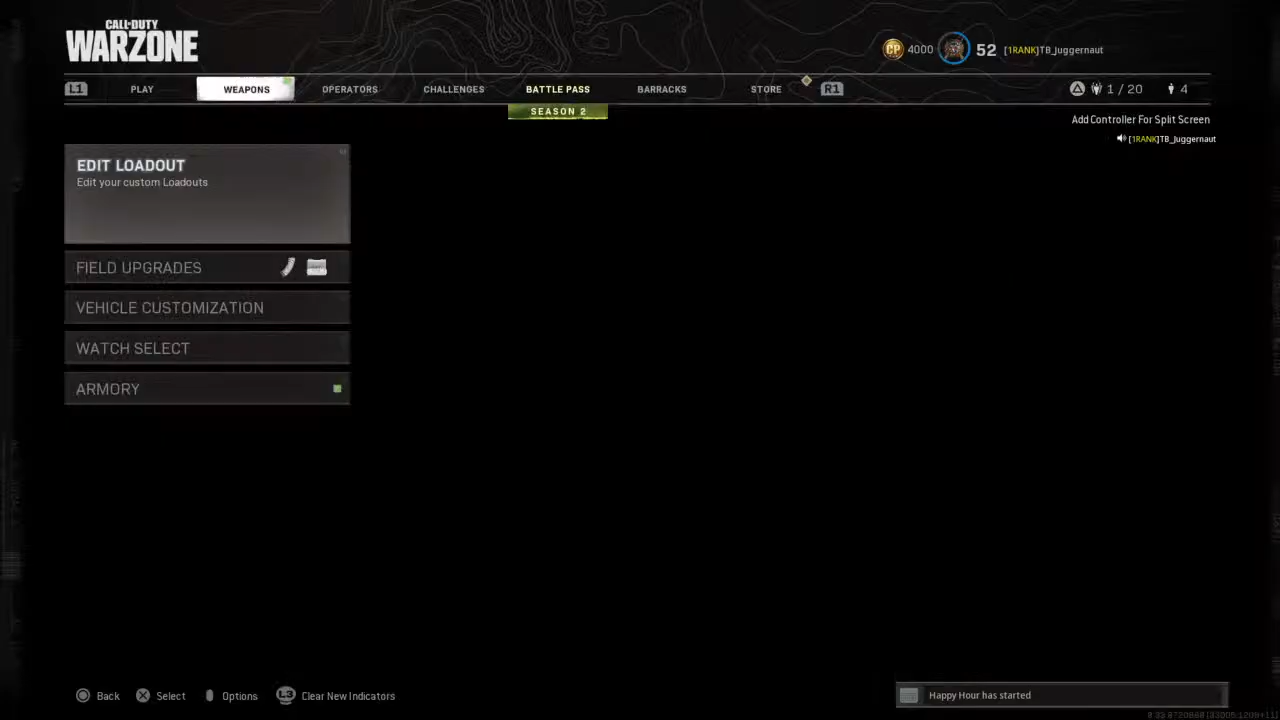 CALL OF DUTY
WARZONE
CP 4000 52 [1RANK]TB_Juggernaut
L1 PLAY WEAPONS OPERATORS CHALLENGES BATTLE PASS BARRACKS STORE R1 1 / 20 4
SEASON 2
Add Controller For Split Screen
[1RANK]TB_Juggernaut
EDIT LOADOUT
Edit your custom Loadouts
FIELD UPGRADES
VEHICLE CUSTOMIZATION
WATCH SELECT
ARMORY
Back Select Options L3 Clear New Indicators
Happy Hour has started